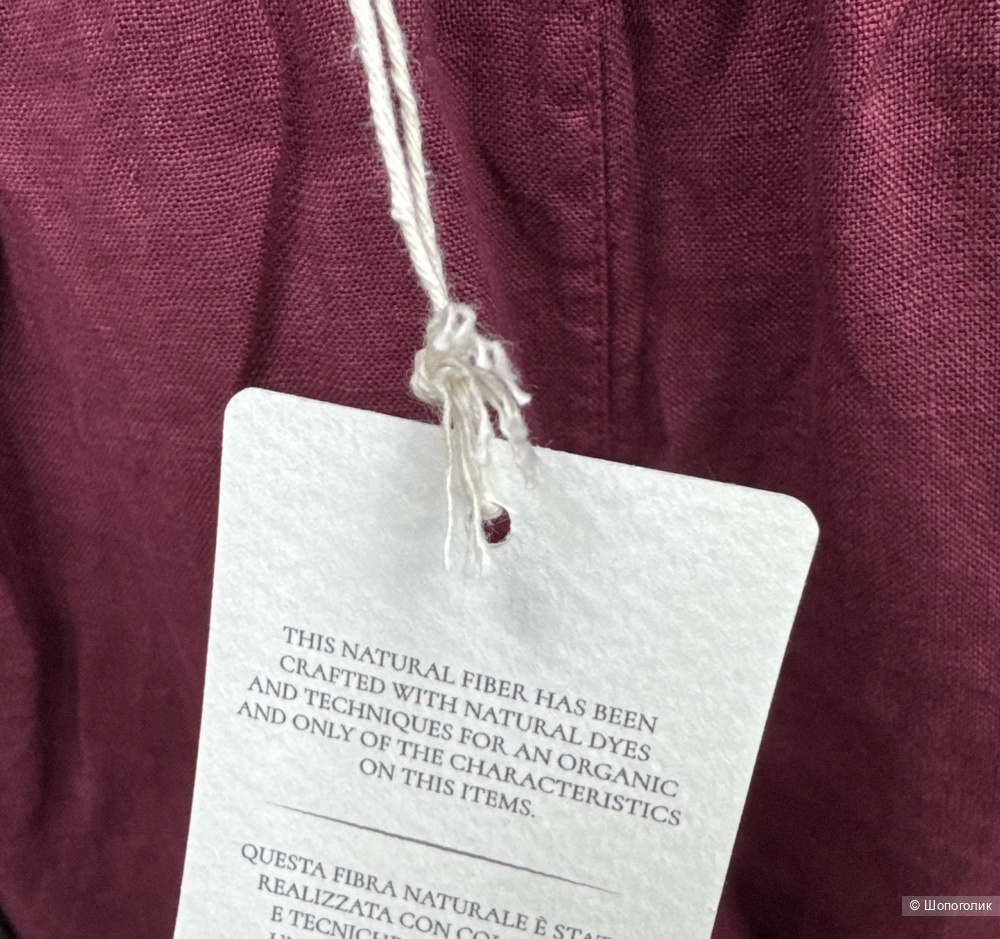 THIS NATURAL FIBER HAS BEEN
CRAFTED WITH NATURAL DYES
AND TECHNIQUES FOR AN ORGANIC
AND ONLY OF THE CHARACTERISTICS
ON THIS ITEMS.
QUESTA FIBRA NATURALE È
REALIZZATA CON
E TECNICHE
© Шопоголик